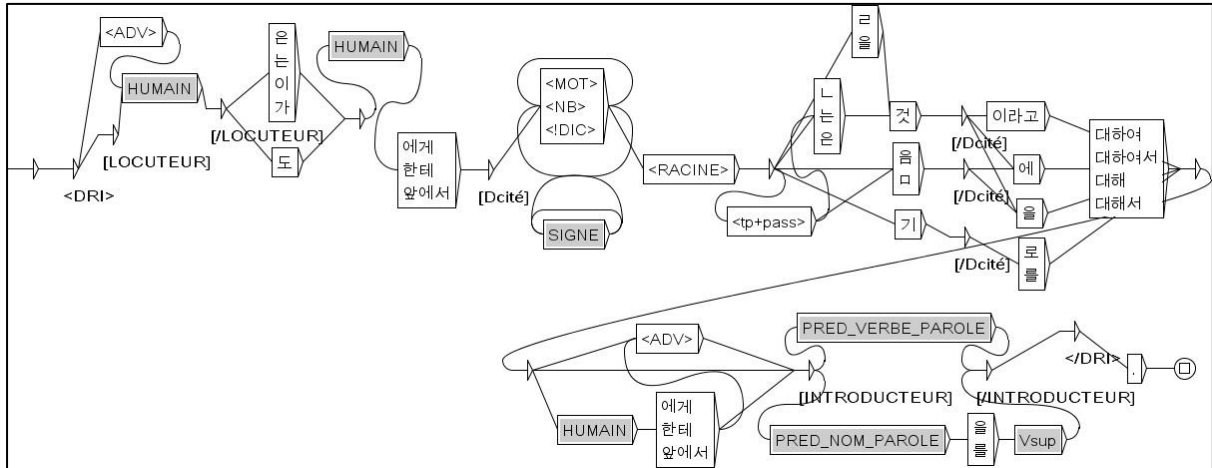 <ADV>
HUMAIN
<DRI>
[LOCUTEUR]
은
는
이
가
[/LOCUTEUR]
도
HUMAIN
에게
한테
앞에서
[Dcité]
<MOT>
<NB>
<!DIC>
SIGNE
<RACINE>
<tp+pass>
ㄹ
을
ㄴ
는
은
것
음
ㅁ
기
[/Dcité]
[/Dcité]
[/Dcité]
이라고
에
을
로
를
대하여
대하여서
대해
대해서
<ADV>
HUMAIN
에게
한테
앞에서
PRED_VERBE_PAROLE
[INTRODUCTEUR]
PRED_NOM_PAROLE
을
를
Vsup
[/INTRODUCTEUR]
</DRI>
.